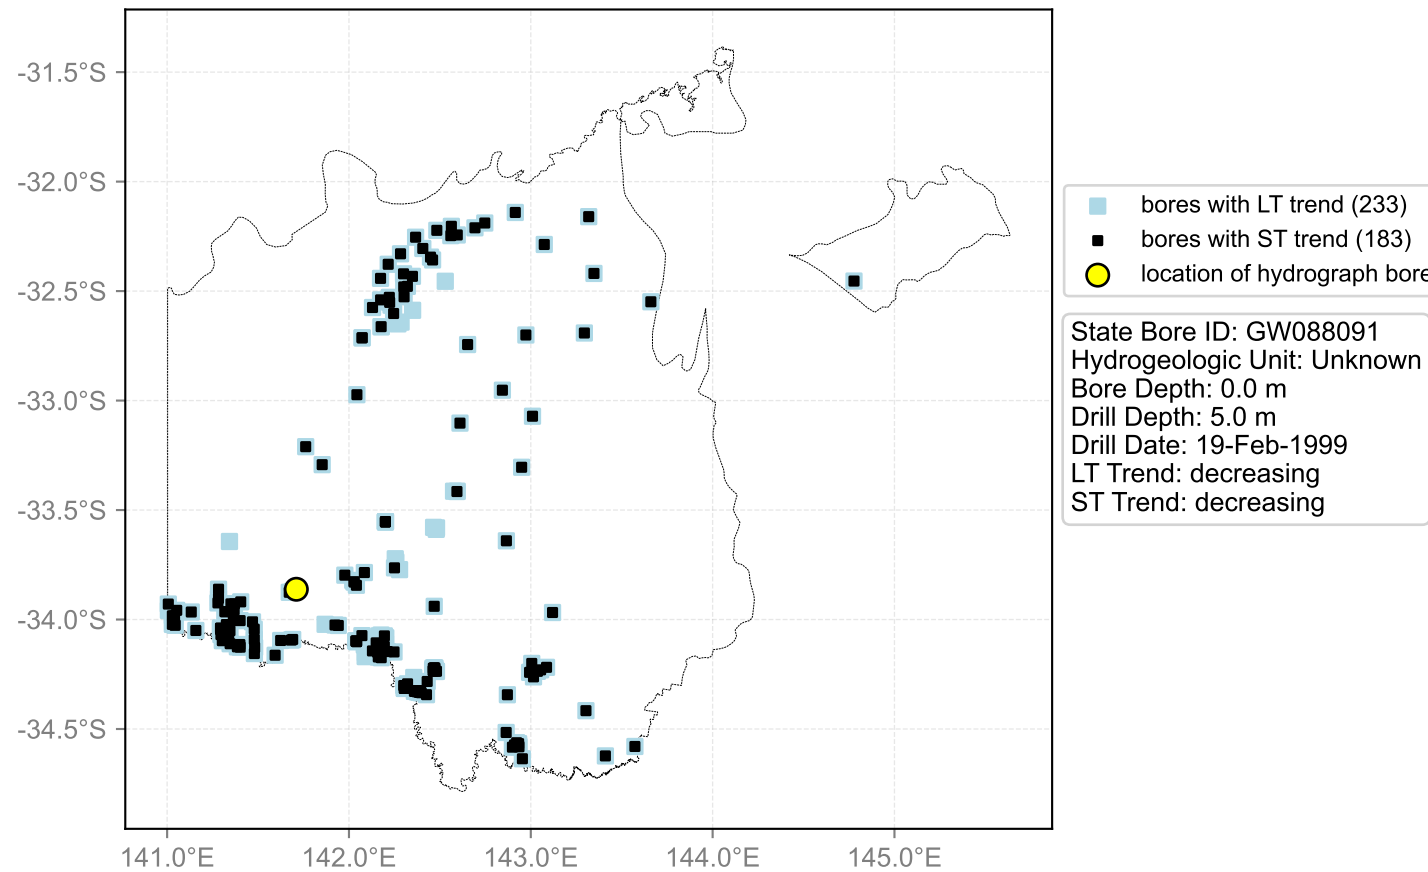 -31.5°S
-32.0°S
-32.5°S
-33.0°S
-33.5°S
-34.0°S
-34.5°S
141.0°E
142.0°E
143.0°E
144.0°E
145.0°E
bores with LT trend (233)
bores with ST trend (183)
location of hydrograph bore
State Bore ID: GW088091
Hydrogeologic Unit: Unknown
Bore Depth: 0.0 m
Drill Depth: 5.0 m
Drill Date: 19-Feb-1999
LT Trend: decreasing
ST Trend: decreasing